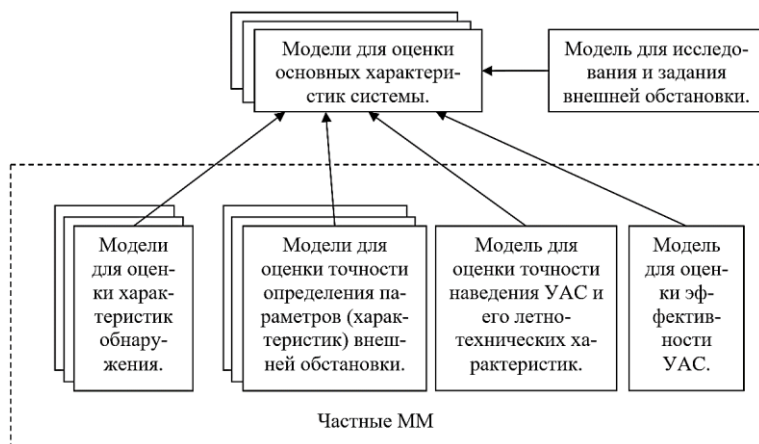 Модели для оценки
основных характери-
стик системы.
Модель для исследо-
вания и задания
внешней обстановки.
Модели
для оцен-
ки харак-
теристик
обнару-
жения.
Модели для
оценки точности
определения па-
раметров (харак-
теристик) внеш-
ней обстановки.
Модель для
оценки точности
наведения УАС и
его летно-
технических ха-
рактеристик.
Модель
для оцен-
ки эф-
фектив-
ности
УАС.
Частные ММ